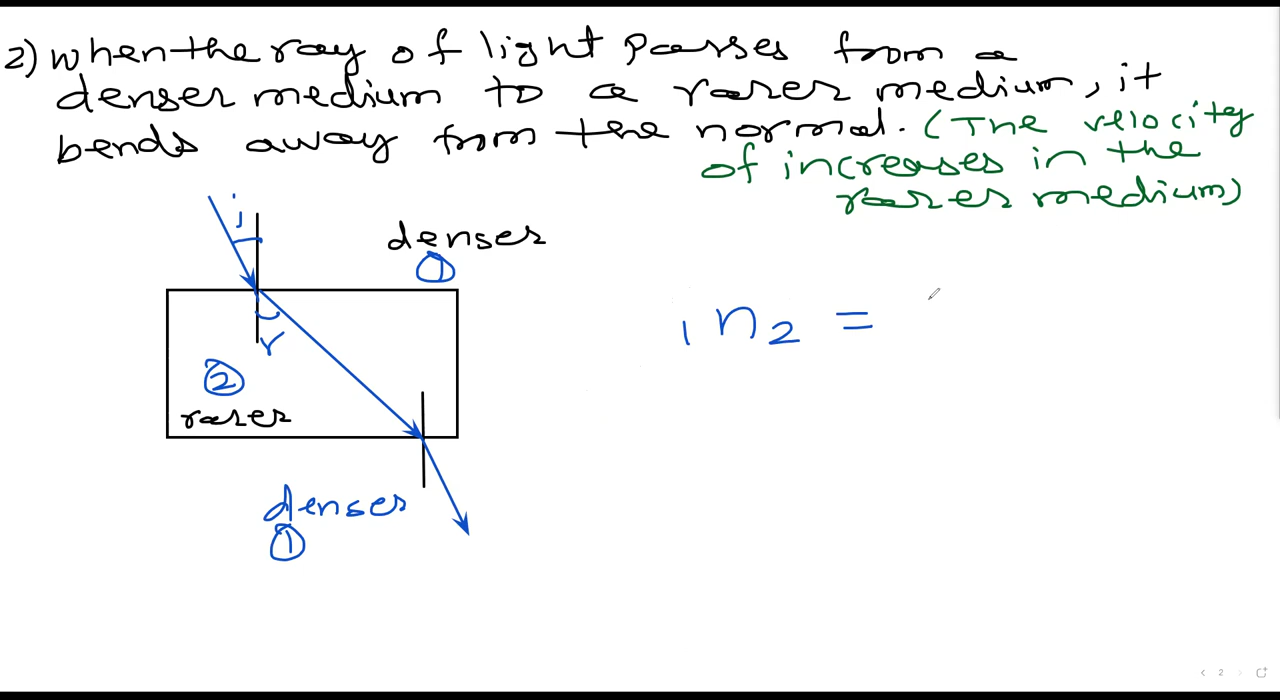 2) when the ray of light passes from a
denser medium to a rarer medium, it
bends away from the normal. (The velocity
of increases in the
rarer medium)
i
denser
①
r
₁n₂ =
②
rarer
denser
①
2